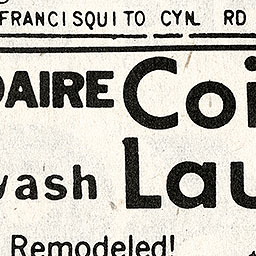 FRANCISQUITO CYN. RD
DAIRE Coi
wash Lau
Remodeled!